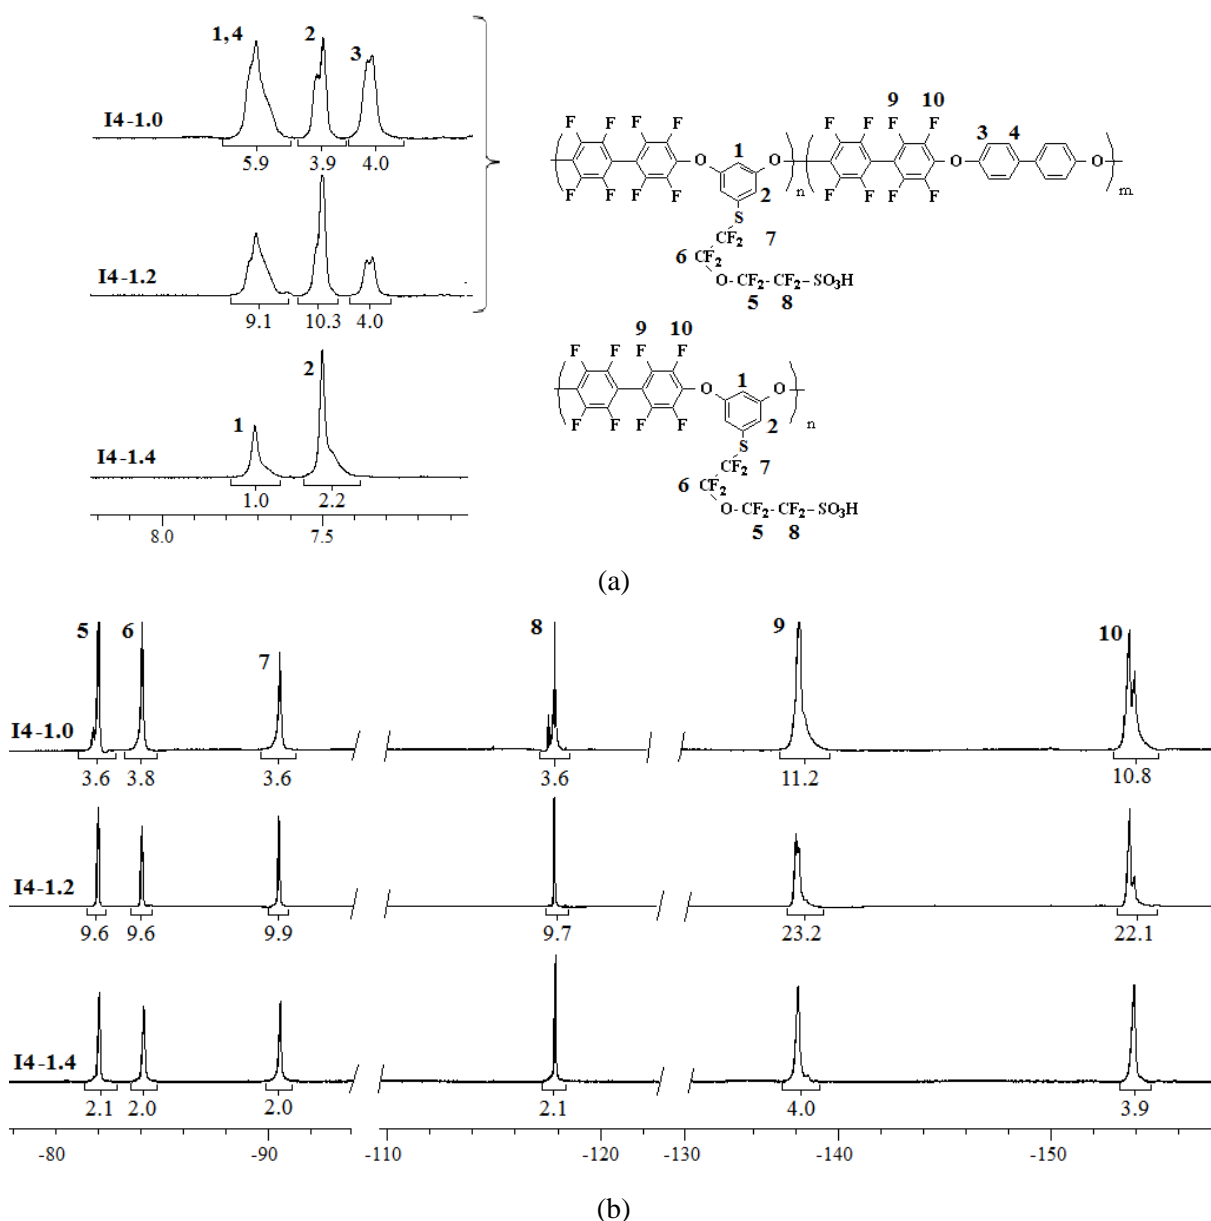 1, 4 2 3
I4-1.0
5.9 3.9 4.0
I4-1.2
9.1 10.3 4.0
2
1
I4-1.4
1.0 2.2
8.0 7.5
9 10
F F F F F F F F
1 3 4
O O O O
n m
F F F F F F F F
2
S
CF2 7
6 CF2
O CF2 CF2 SO3H
5 8
9 10
F F F F
1
O O
n
F F F F
2
S
CF2 7
6 CF2
O CF2 CF2 SO3H
5 8
(a)
5 6 7 8 9 10
I4-1.0
3.6 3.8 3.6 3.6 11.2 10.8
I4-1.2
9.6 9.6 9.9 9.7 23.2 22.1
I4-1.4
2.1 2.0 2.0 2.1 4.0 3.9
-80 -90 -110 -120 -130 -140 -150
(b)